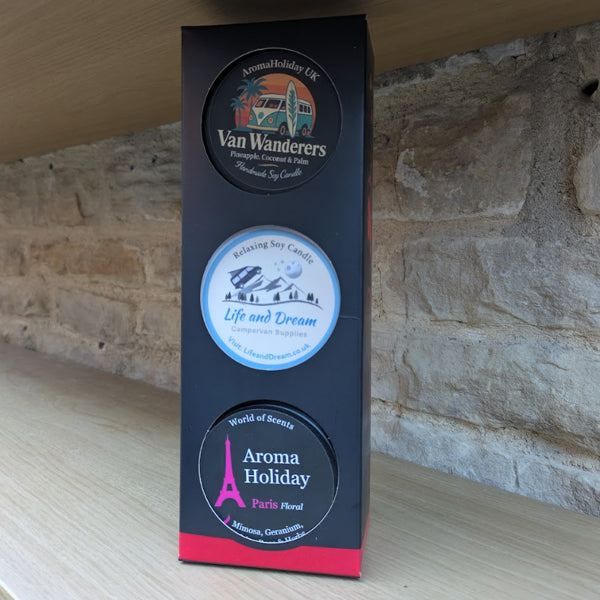 AromaHoliday UK
Van Wanderers
Pineapple, Coconut & Palm
Handmade Soy Candle
Relaxing Soy Candle
Life and Dream
Campervan Supplies
Visit: LifeandDream.co.uk
World of Scents
Aroma
Holiday
Paris Floral
Mimosa, Geranium,
& Herbs